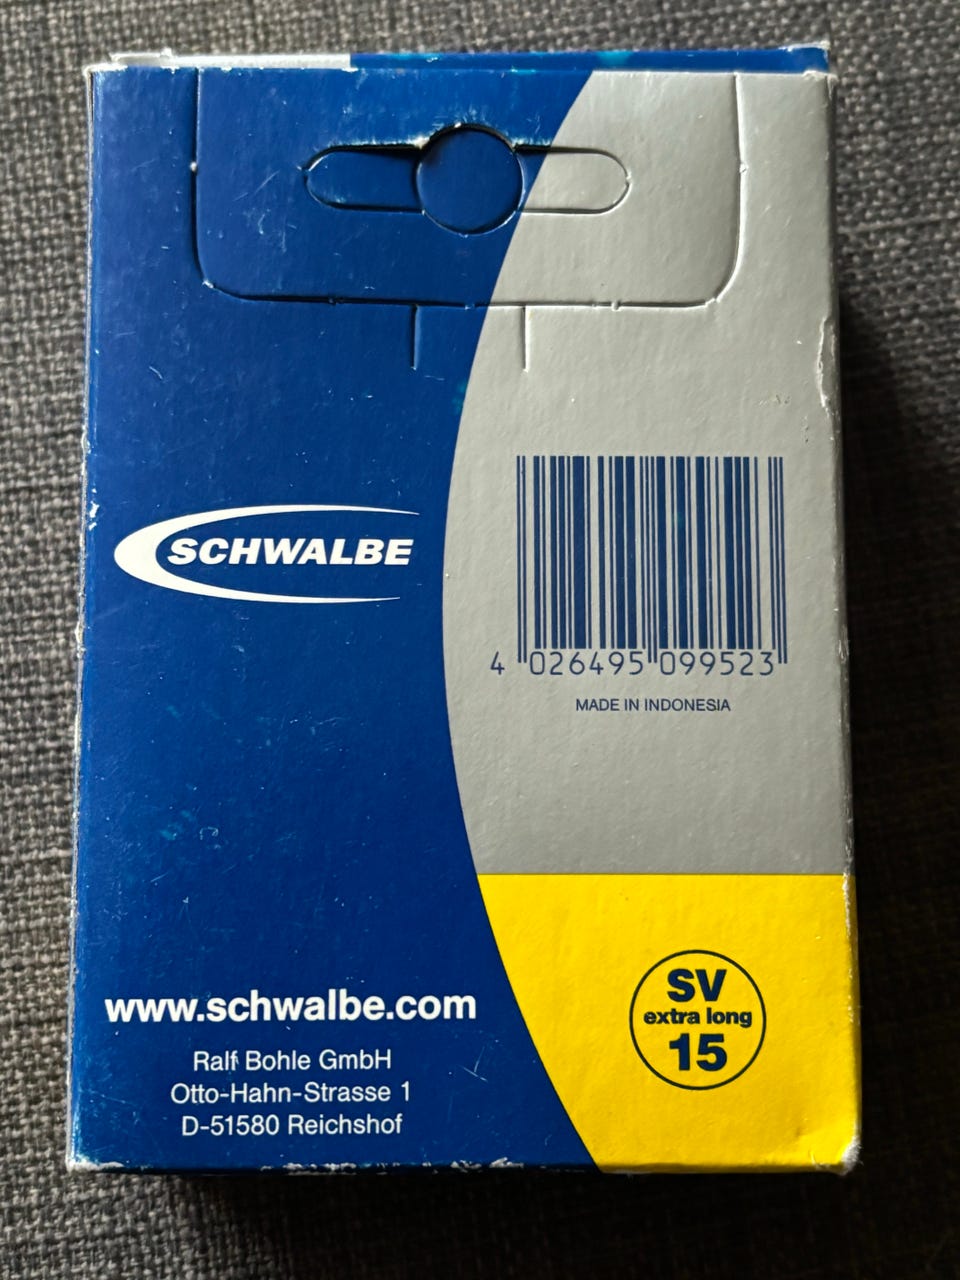 SCHWALBE
4 026495 099523
MADE IN INDONESIA
www.schwalbe.com
Ralf Bohle GmbH
Otto-Hahn-Strasse 1
D-51580 Reichshof
SV
extra long
15